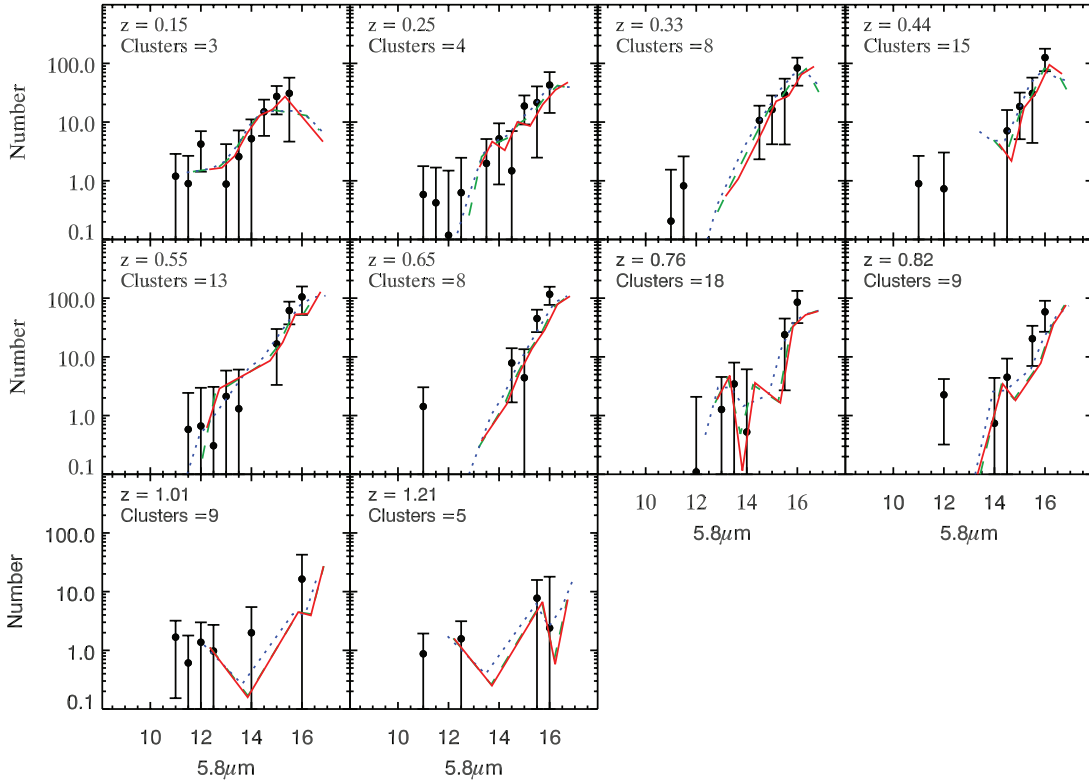 z = 0.15
Clusters =3
z = 0.25
Clusters =4
z = 0.33
Clusters =8
z = 0.44
Clusters =15
100.0
10.0
1.0
0.1
Number
z = 0.55
Clusters =13
z = 0.65
Clusters =8
z = 0.76
Clusters =18
z = 0.82
Clusters =9
100.0
10.0
1.0
0.1
Number
10 12 14 16
5.8μm
10 12 14 16
5.8μm
z = 1.01
Clusters =9
z = 1.21
Clusters =5
100.0
10.0
1.0
0.1
Number
10 12 14 16
5.8μm
10 12 14 16
5.8μm